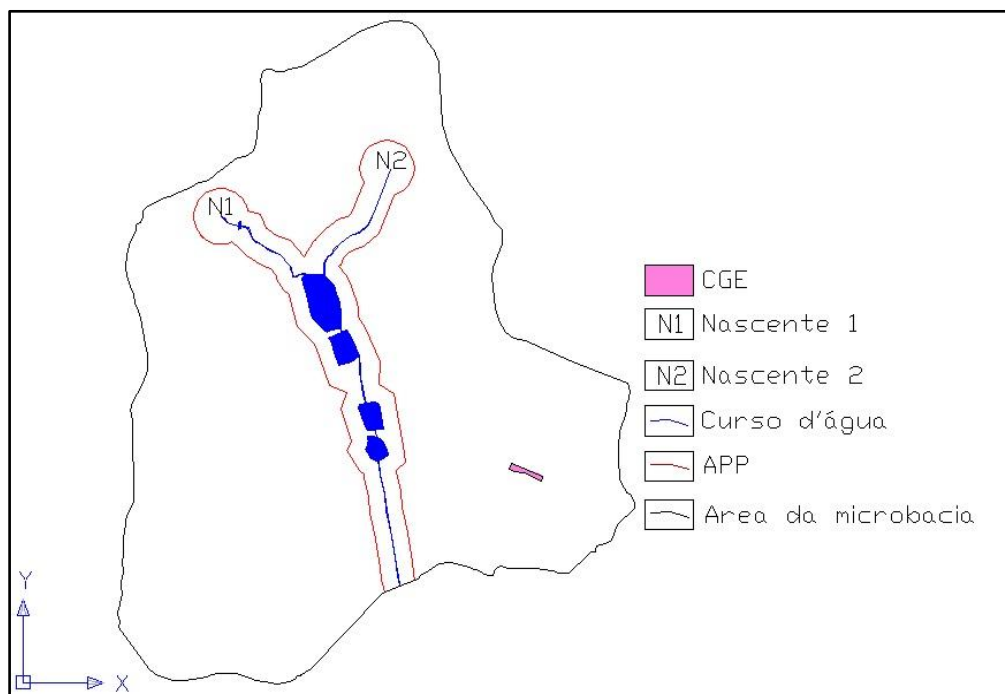 N2
N1
CGE
N1 Nascente 1
N2 Nascente 2
Curso d'água
APP
Area da microbacia
Y
X